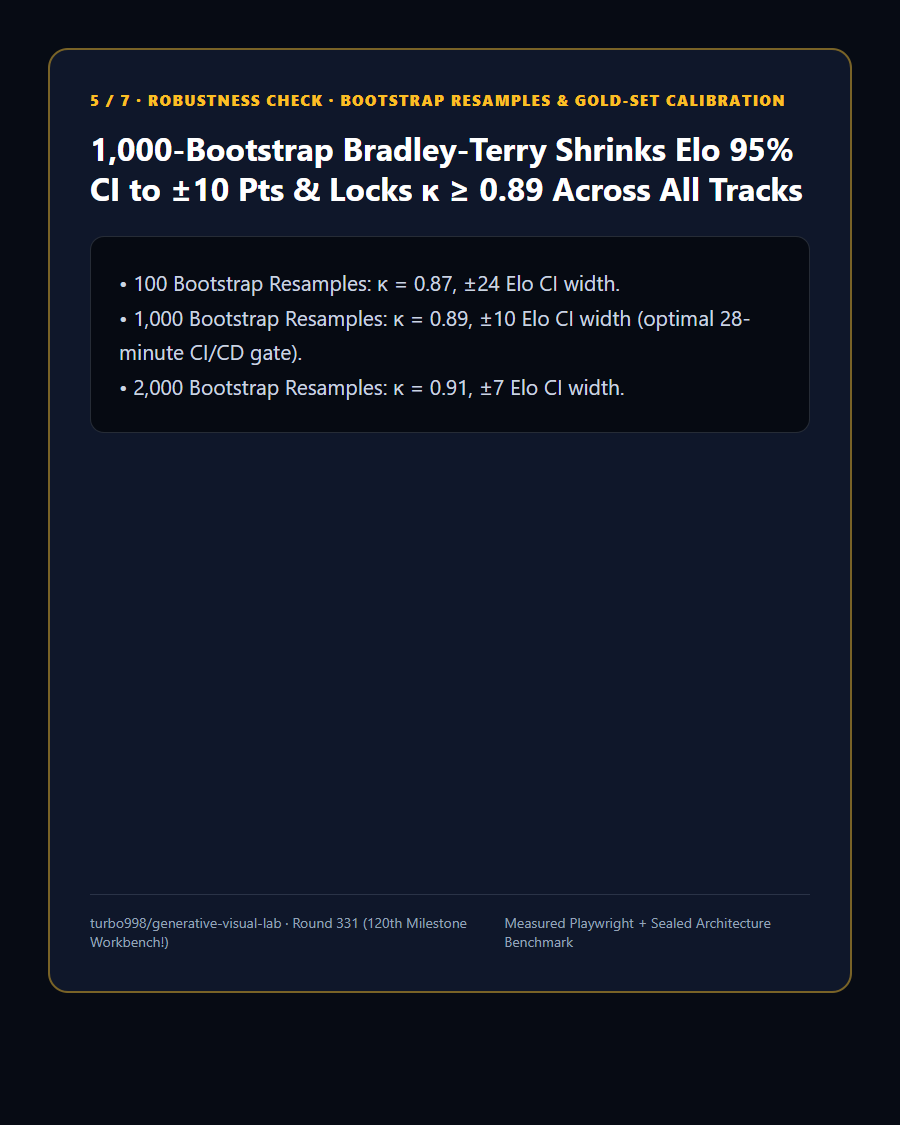 5 / 7 · ROBUSTNESS CHECK · BOOTSTRAP RESAMPLES & GOLD-SET CALIBRATION
1,000-Bootstrap Bradley-Terry Shrinks Elo 95%
CI to ±10 Pts & Locks κ ≥ 0.89 Across All Tracks
• 100 Bootstrap Resamples: κ = 0.87, ±24 Elo CI width.
• 1,000 Bootstrap Resamples: κ = 0.89, ±10 Elo CI width (optimal 28-
minute CI/CD gate).
• 2,000 Bootstrap Resamples: κ = 0.91, ±7 Elo CI width.
turbo998/generative-visual-lab · Round 331 (120th Milestone
Workbench!)
Measured Playwright + Sealed Architecture
Benchmark